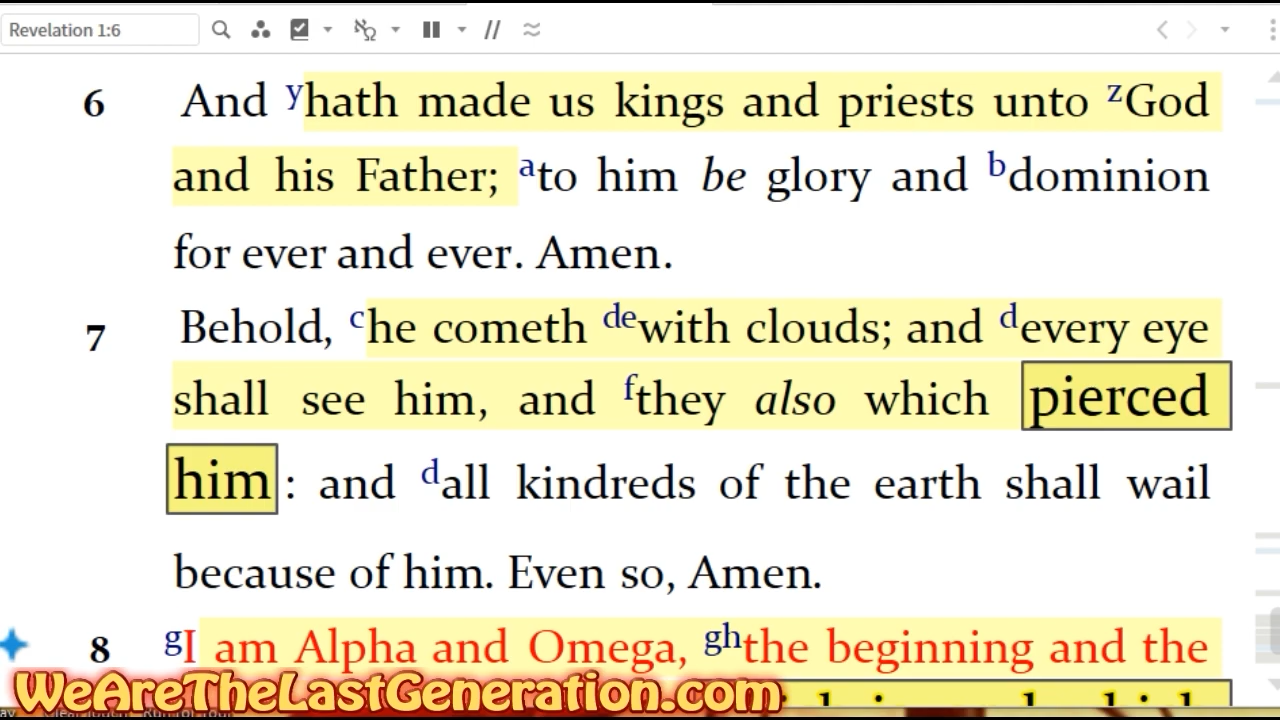 Revelation 1:6
6 And yhath made us kings and priests unto zGod
and his Father; ato him be glory and bdominion
for ever and ever. Amen.
7 Behold, che cometh dewith clouds; and devery eye
shall see him, and fthey also which pierced
him: and dall kindreds of the earth shall wail
because of him. Even so, Amen.
8 gI am Alpha and Omega, ghthe beginning and the
WeAreTheLastGeneration.com